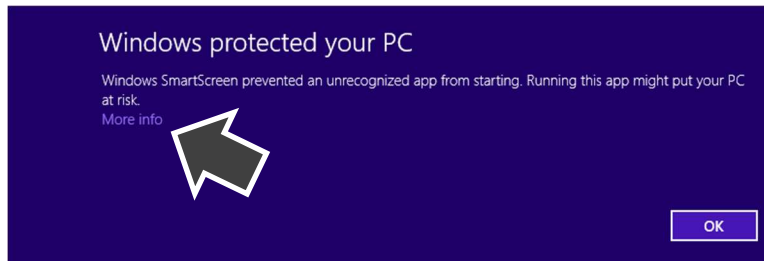 Windows protected your PC
Windows SmartScreen prevented an unrecognized app from starting. Running this app might put your PC
at risk.
More info
OK